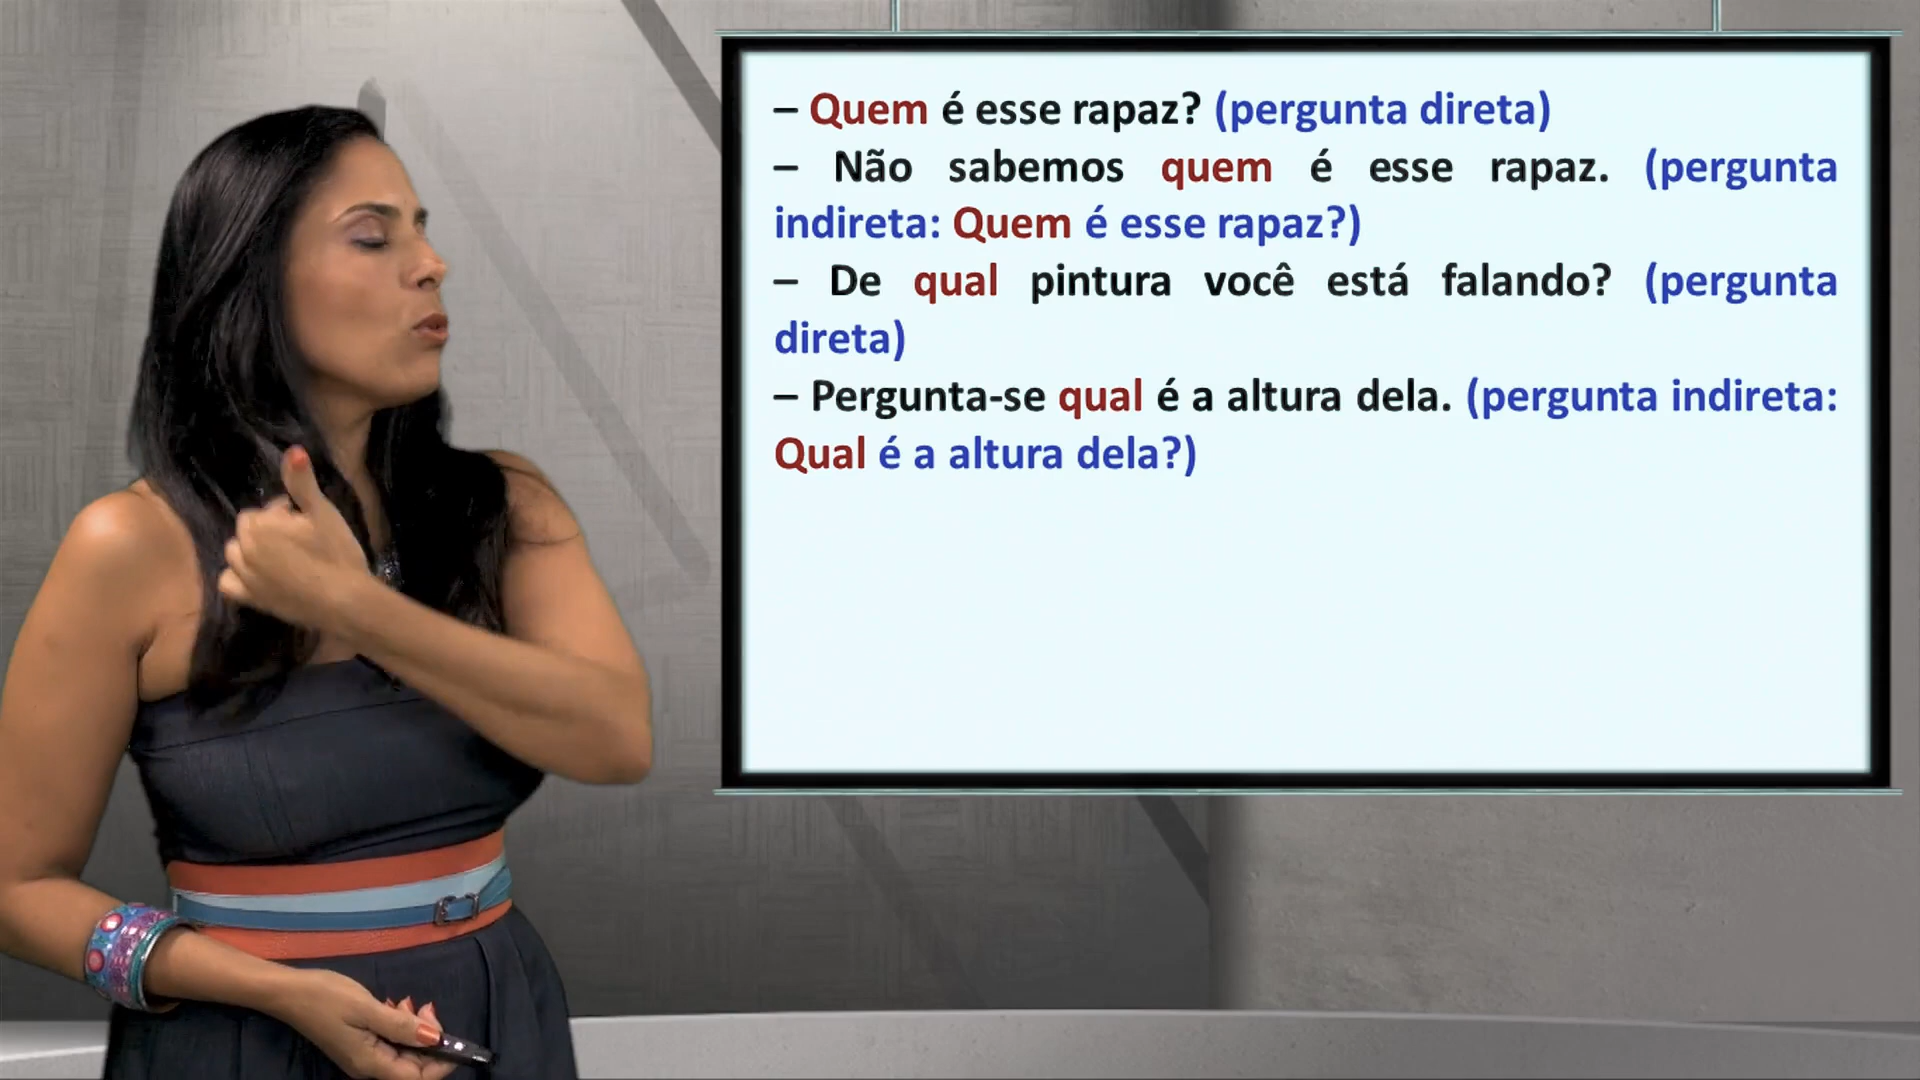 – Quem é esse rapaz? (pergunta direta)
– Não sabemos quem é esse rapaz. (pergunta
indireta: Quem é esse rapaz?)
– De qual pintura você está falando? (pergunta
direta)
– Pergunta-se qual é a altura dela. (pergunta indireta:
Qual é a altura dela?)